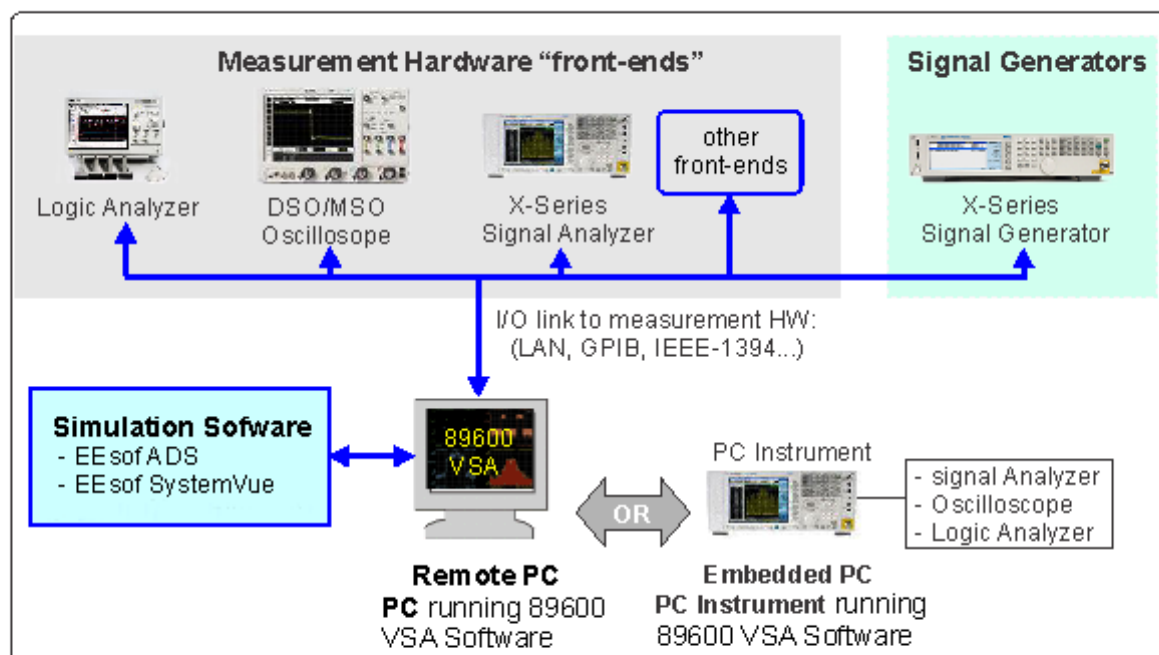 Measurement Hardware “front-ends”
Signal Generators
Logic Analyzer
DSO/MSO
Oscillosope
X-Series
Signal Analyzer
other
front-ends
X-Series
Signal Generator
I/O link to measurement HW:
(LAN, GPIB, IEEE-1394...)
Simulation Sofware
- EEsof ADS
- EEsof SystemVue
89600
VSA
OR
PC Instrument
- signal Analyzer
- Oscilloscope
- Logic Analyzer
Remote PC
PC running 89600
VSA Software
Embedded PC
PC Instrument running
89600 VSA Software